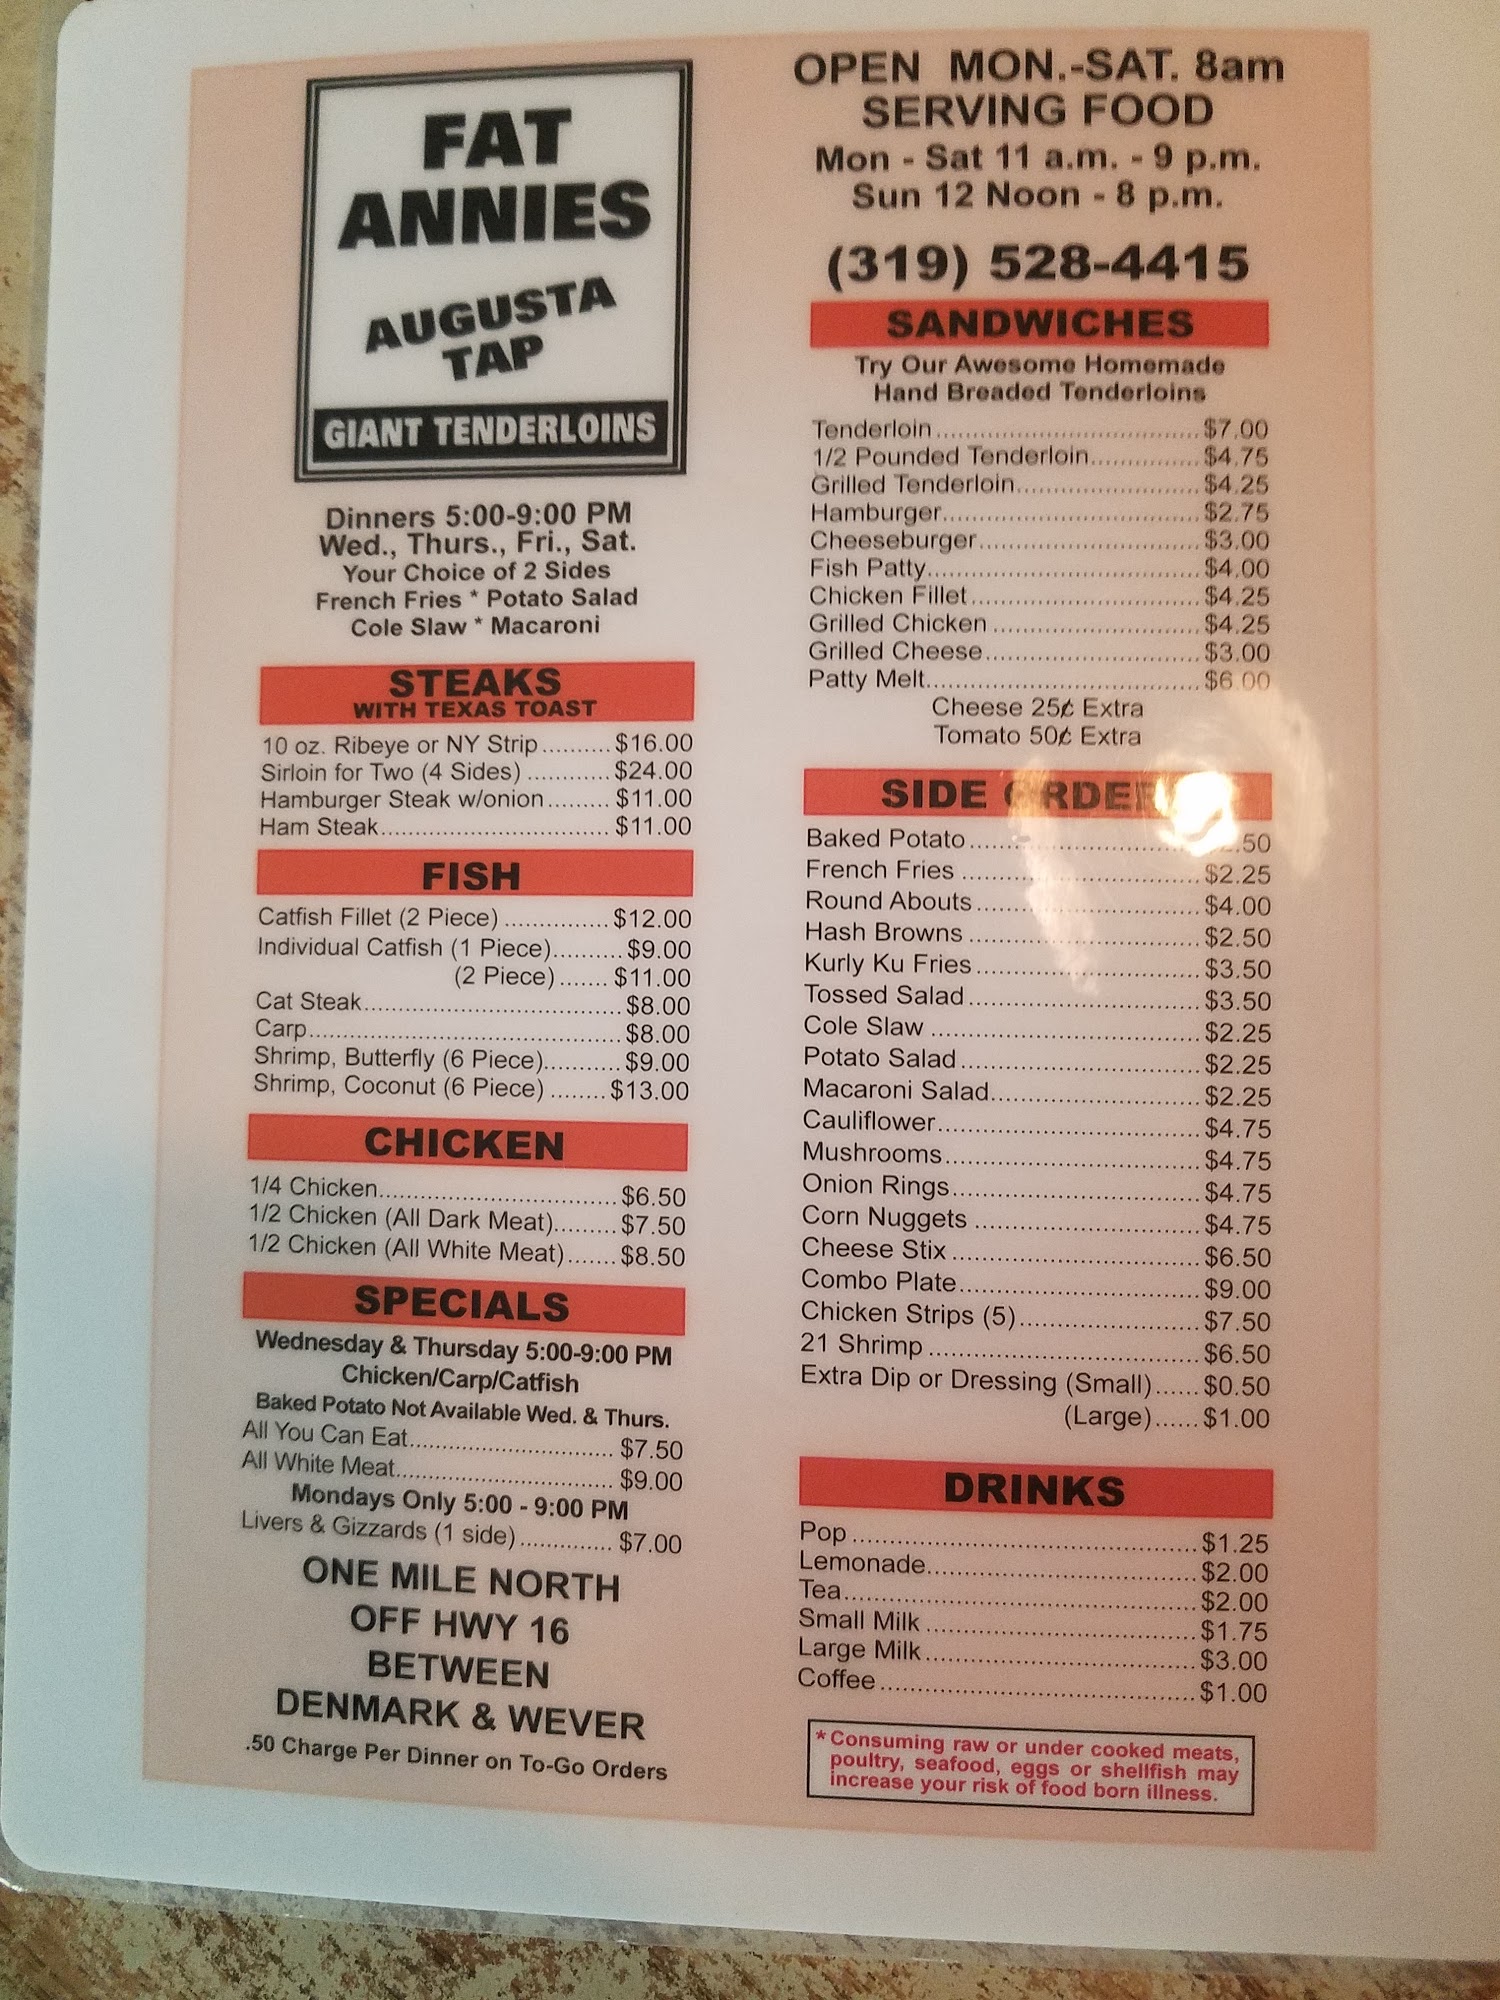 FAT
ANNIES
AUGUSTA
TAP
GIANT TENDERLOINS
Dinners 5:00-9:00 PM
Wed., Thurs., Fri., Sat.
Your Choice of 2 Sides
French Fries * Potato Salad
Cole Slaw * Macaroni
STEAKS
WITH TEXAS TOAST
10 oz. Ribeye or NY Strip.......... $16.00
Sirloin for Two (4 Sides) ............ $24.00
Hamburger Steak w/onion......... $11.00
Ham Steak................................. $11.00
FISH
Catfish Fillet (2 Piece) ............... $12.00
Individual Catfish (1 Piece).......... $9.00
(2 Piece)....... $11.00
Cat Steak..................................... $8.00
Carp............................................. $8.00
Shrimp, Butterfly (6 Piece)........... $9.00
Shrimp, Coconut (6 Piece) ........ $13.00
CHICKEN
1/4 Chicken.................................. $6.50
1/2 Chicken (All Dark Meat)......... $7.50
1/2 Chicken (All White Meat)....... $8.50
SPECIALS
Wednesday & Thursday 5:00-9:00 PM
Chicken/Carp/Catfish
Baked Potato Not Available Wed. & Thurs.
All You Can Eat............................. $7.50
All White Meat............................... $9.00
Mondays Only 5:00 - 9:00 PM
Livers & Gizzards (1 side)............. $7.00
ONE MILE NORTH
OFF HWY 16
BETWEEN
DENMARK & WEVER
.50 Charge Per Dinner on To-Go Orders
OPEN MON.-SAT. 8am
SERVING FOOD
Mon - Sat 11 a.m. - 9 p.m.
Sun 12 Noon - 8 p.m.
(319) 528-4415
SANDWICHES
Try Our Awesome Homemade
Hand Breaded Tenderloins
Tenderloin..................................... $7.00
1/2 Pounded Tenderloin............... $4.75
Grilled Tenderloin.......................... $4.25
Hamburger.................................... $2.75
Cheeseburger............................... $3.00
Fish Patty...................................... $4.00
Chicken Fillet................................ $4.25
Grilled Chicken ............................. $4.25
Grilled Cheese.............................. $3.00
Patty Melt...................................... $6.00
Cheese 25¢ Extra
Tomato 50¢ Extra
SIDE
Baked Potato................................ .50
French Fries ................................. $2.25
Round Abouts............................... $4.00
Hash Browns ................................ $2.50
Kurly Ku Fries............................... $3.50
Tossed Salad................................ $3.50
Cole Slaw ..................................... $2.25
Potato Salad................................. $2.25
Macaroni Salad............................. $2.25
Cauliflower.................................... $4.75
Mushrooms................................... $4.75
Onion Rings.................................. $4.75
Corn Nuggets ............................... $4.75
Cheese Stix .................................. $6.50
Combo Plate................................. $9.00
Chicken Strips (5)......................... $7.50
21 Shrimp ..................................... $6.50
Extra Dip or Dressing (Small)...... $0.50
(Large)...... $1.00
DRINKS
Pop ............................................... $1.25
Lemonade..................................... $2.00
Tea................................................ $2.00
Small Milk ..................................... $1.75
Large Milk ..................................... $3.00
Coffee ........................................... $1.00
* Consuming raw or under cooked meats,
poultry, seafood, eggs or shellfish may
increase your risk of food born illness.